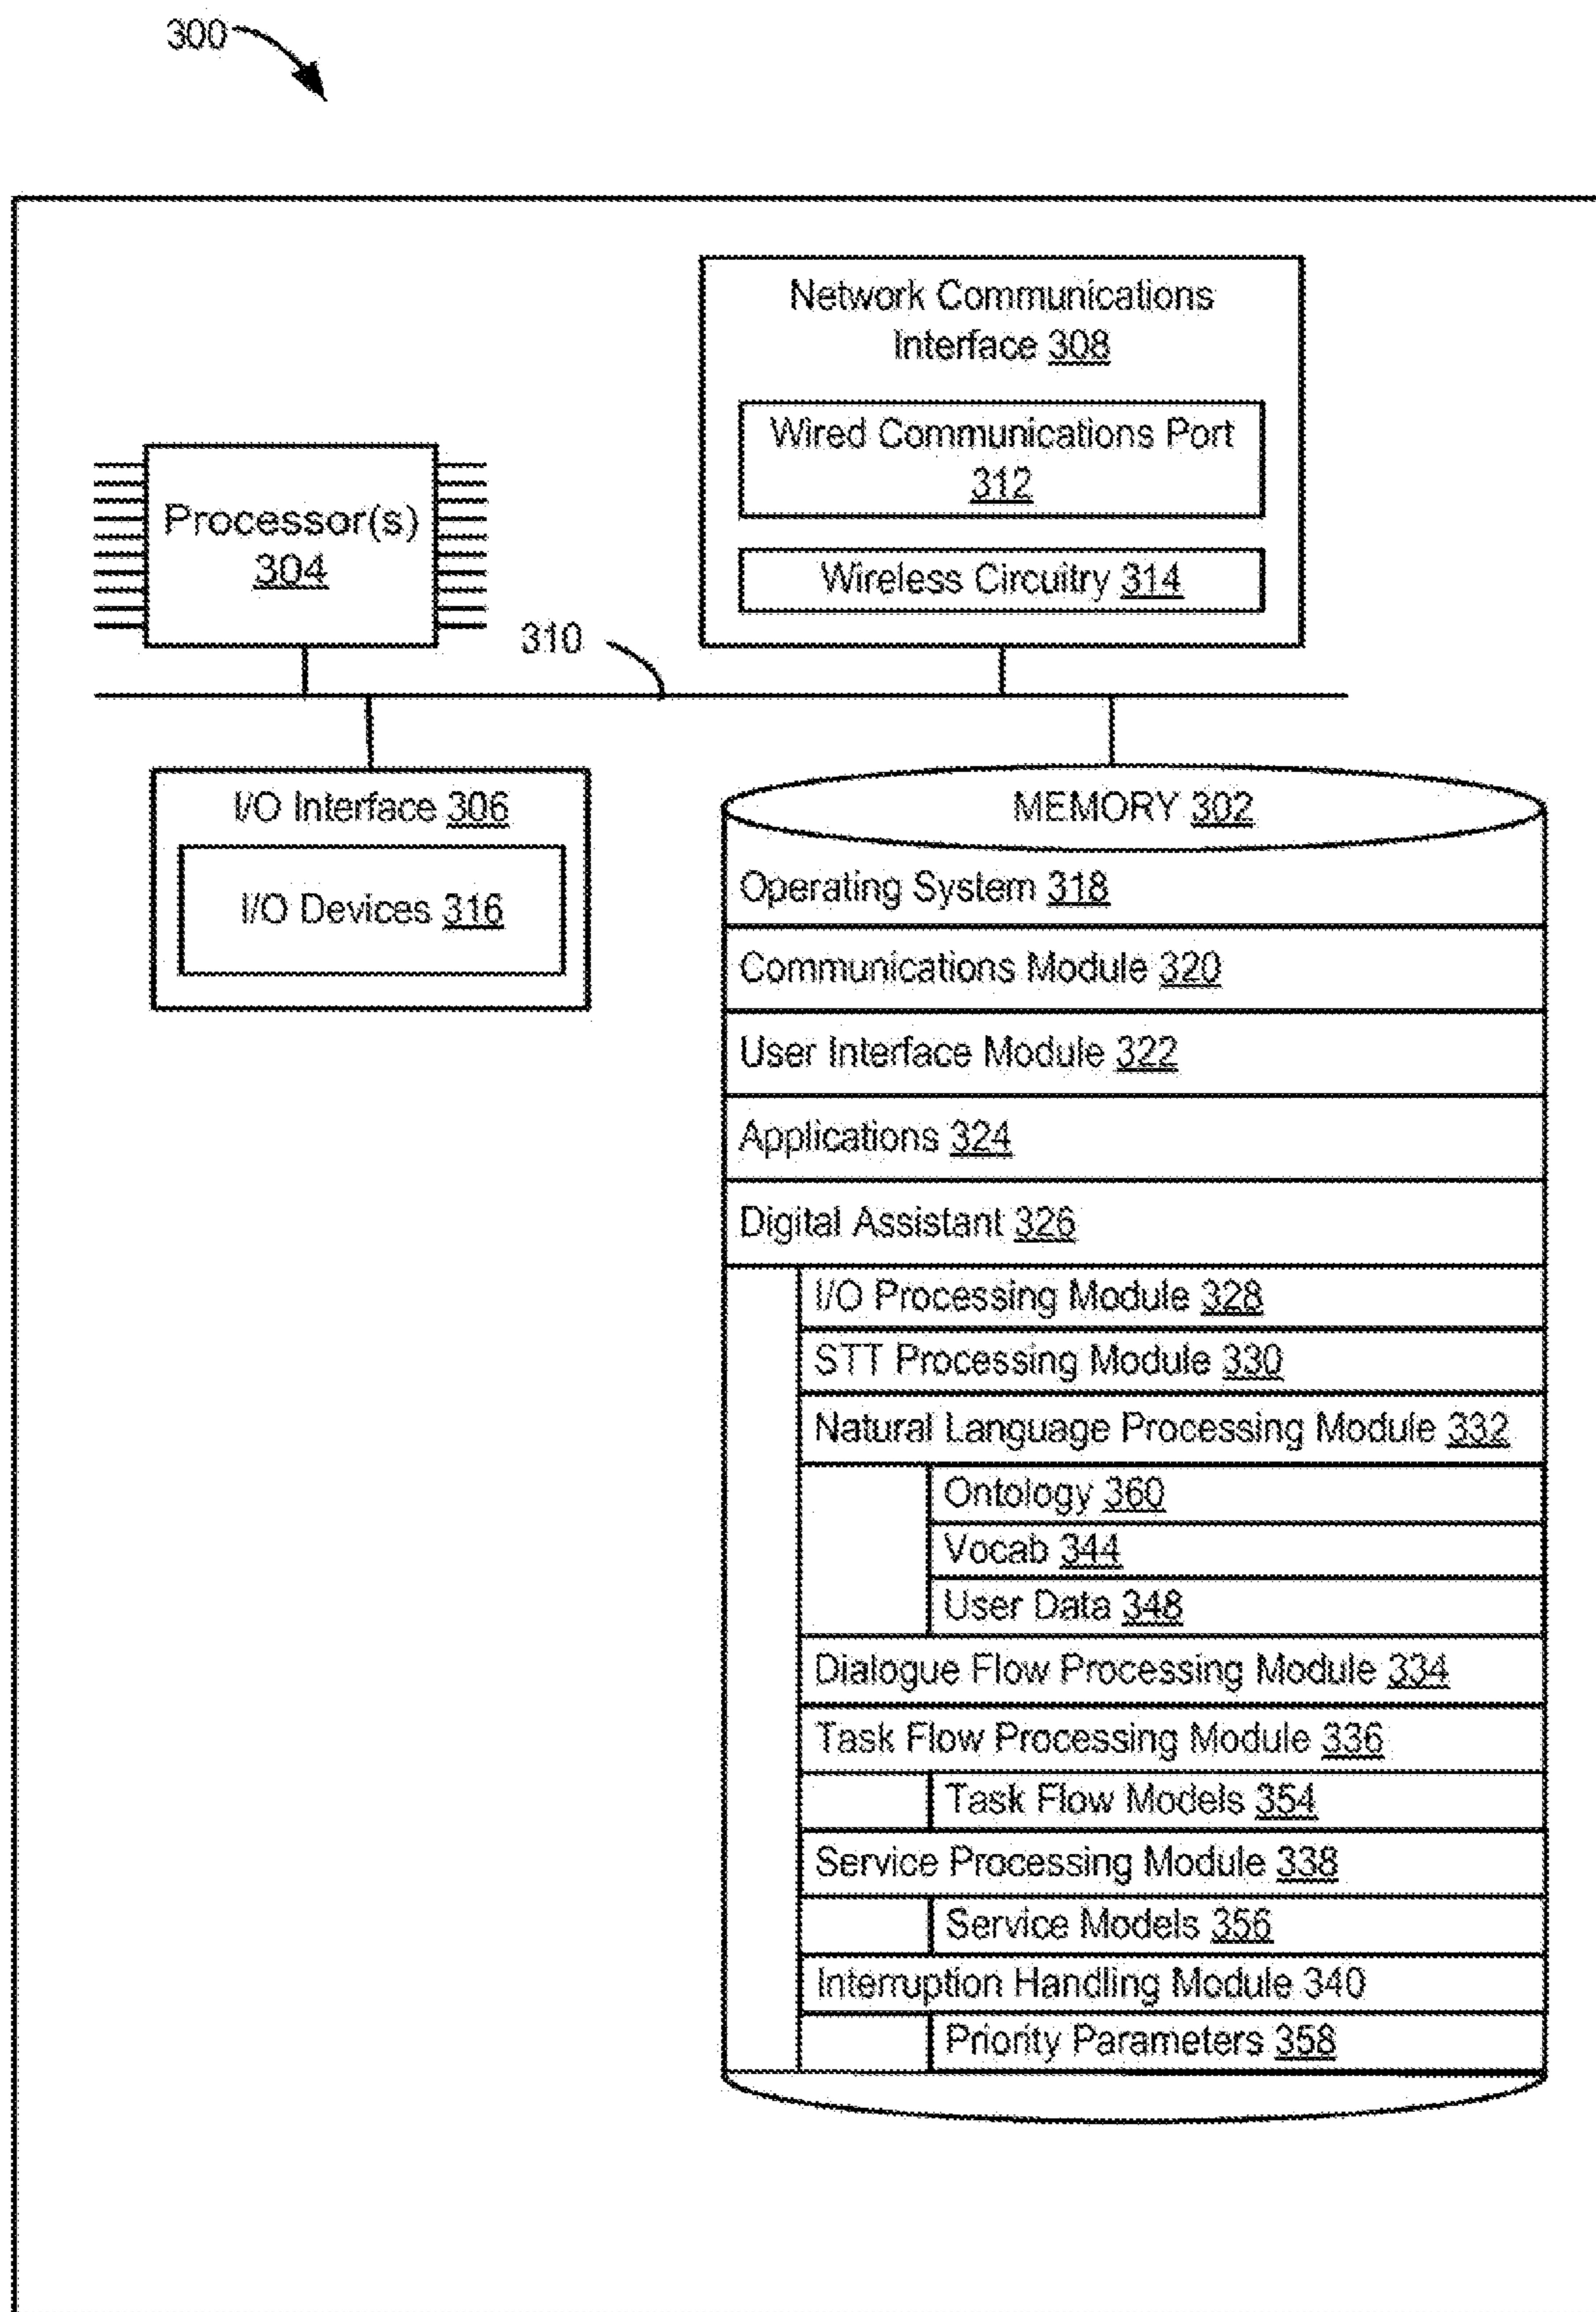 300
Network Communications
Interface 308
Wired Communications Port
312
Wireless Circuitry 314
Processor(s)
304
310
I/O Interface 306
I/O Devices 316
MEMORY 302
Operating System 318
Communications Module 320
User Interface Module 322
Applications 324
Digital Assistant 326
I/O Processing Module 328
STT Processing Module 330
Natural Language Processing Module 332
Ontology 360
Vocab 344
User Data 348
Dialogue Flow Processing Module 334
Task Flow Processing Module 336
Task Flow Models 354
Service Processing Module 338
Service Models 356
Interruption Handling Module 340
Priority Parameters 358